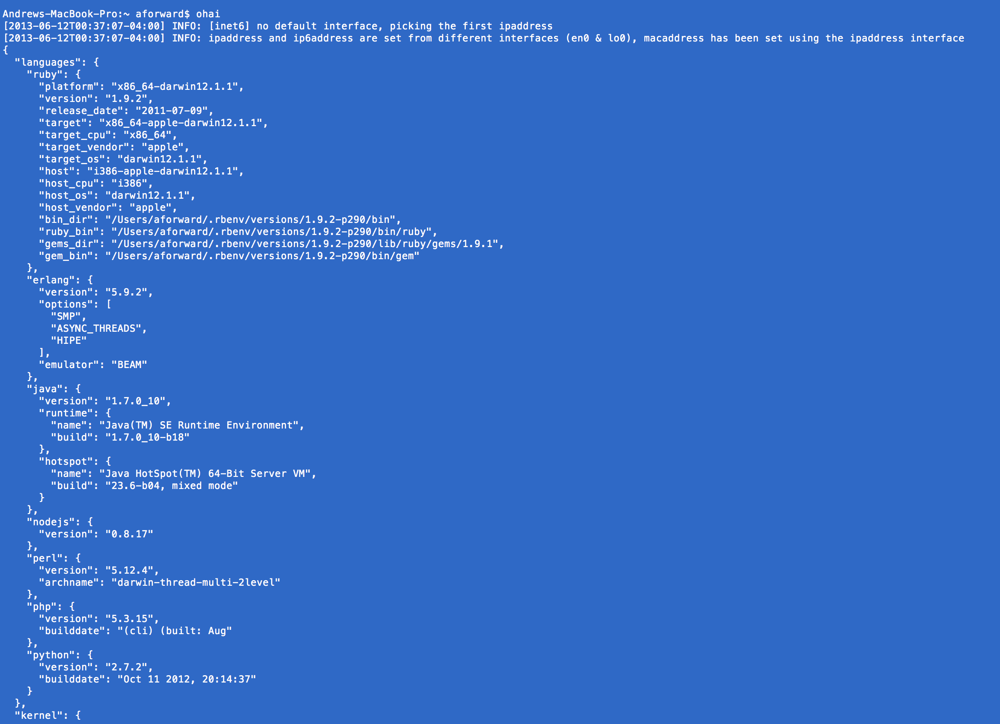 Andrews-MacBook-Pro:~ aforward$ ohai
[2013-06-12T00:37:07-04:00] INFO: [inet6] no default interface, picking the first ipaddress
[2013-06-12T00:37:07-04:00] INFO: ipaddress and ip6address are set from different interfaces (en0 & lo0), macaddress has been set using the ipaddress interface
{
  "languages": {
    "ruby": {
      "platform": "x86_64-darwin12.1.1",
      "version": "1.9.2",
      "release_date": "2011-07-09",
      "target": "x86_64-apple-darwin12.1.1",
      "target_cpu": "x86_64",
      "target_vendor": "apple",
      "target_os": "darwin12.1.1",
      "host": "i386-apple-darwin12.1.1",
      "host_cpu": "i386",
      "host_os": "darwin12.1.1",
      "host_vendor": "apple",
      "bin_dir": "/Users/aforward/.rbenv/versions/1.9.2-p290/bin",
      "ruby_bin": "/Users/aforward/.rbenv/versions/1.9.2-p290/bin/ruby",
      "gems_dir": "/Users/aforward/.rbenv/versions/1.9.2-p290/lib/ruby/gems/1.9.1",
      "gem_bin": "/Users/aforward/.rbenv/versions/1.9.2-p290/bin/gem"
    },
    "erlang": {
      "version": "5.9.2",
      "options": [
        "SMP",
        "ASYNC_THREADS",
        "HIPE"
      ],
      "emulator": "BEAM"
    },
    "java": {
      "version": "1.7.0_10",
      "runtime": {
        "name": "Java(TM) SE Runtime Environment",
        "build": "1.7.0_10-b18"
      },
      "hotspot": {
        "name": "Java HotSpot(TM) 64-Bit Server VM",
        "build": "23.6-b04, mixed mode"
      }
    },
    "nodejs": {
      "version": "0.8.17"
    },
    "perl": {
      "version": "5.12.4",
      "archname": "darwin-thread-multi-2level"
    },
    "php": {
      "version": "5.3.15",
      "builddate": "(cli) (built: Aug"
    },
    "python": {
      "version": "2.7.2",
      "builddate": "Oct 11 2012, 20:14:37"
    }
  },
  "kernel": {